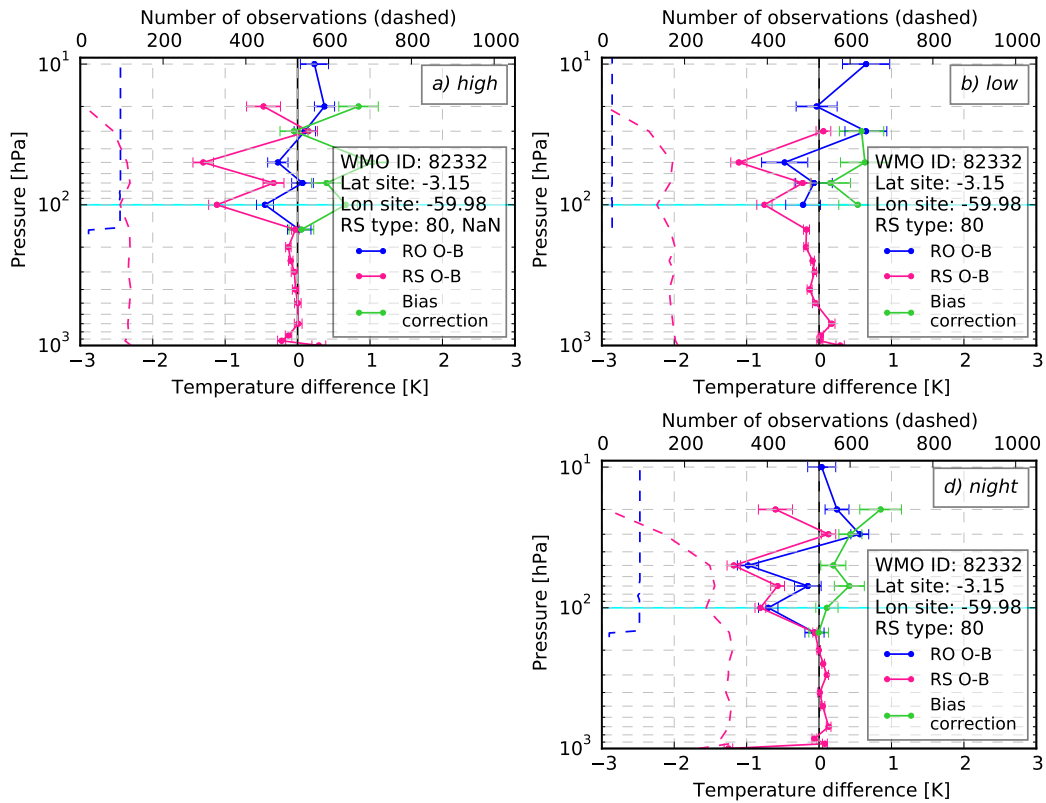 Number of observations (dashed)
0 200 400 600 800 1000
10¹
10²
10³
Pressure [hPa]
a) high
WMO ID: 82332
Lat site: -3.15
Lon site: -59.98
RS type: 80, NaN
RO O-B
RS O-B
Bias
correction
−3 −2 −1 0 1 2 3
Temperature difference [K]
Number of observations (dashed)
0 200 400 600 800 1000
10¹
10²
10³
Pressure [hPa]
b) low
WMO ID: 82332
Lat site: -3.15
Lon site: -59.98
RS type: 80
RO O-B
RS O-B
Bias
correction
−3 −2 −1 0 1 2 3
Temperature difference [K]
Number of observations (dashed)
0 200 400 600 800 1000
10¹
10²
10³
Pressure [hPa]
d) night
WMO ID: 82332
Lat site: -3.15
Lon site: -59.98
RS type: 80
RO O-B
RS O-B
Bias
correction
−3 −2 −1 0 1 2 3
Temperature difference [K]